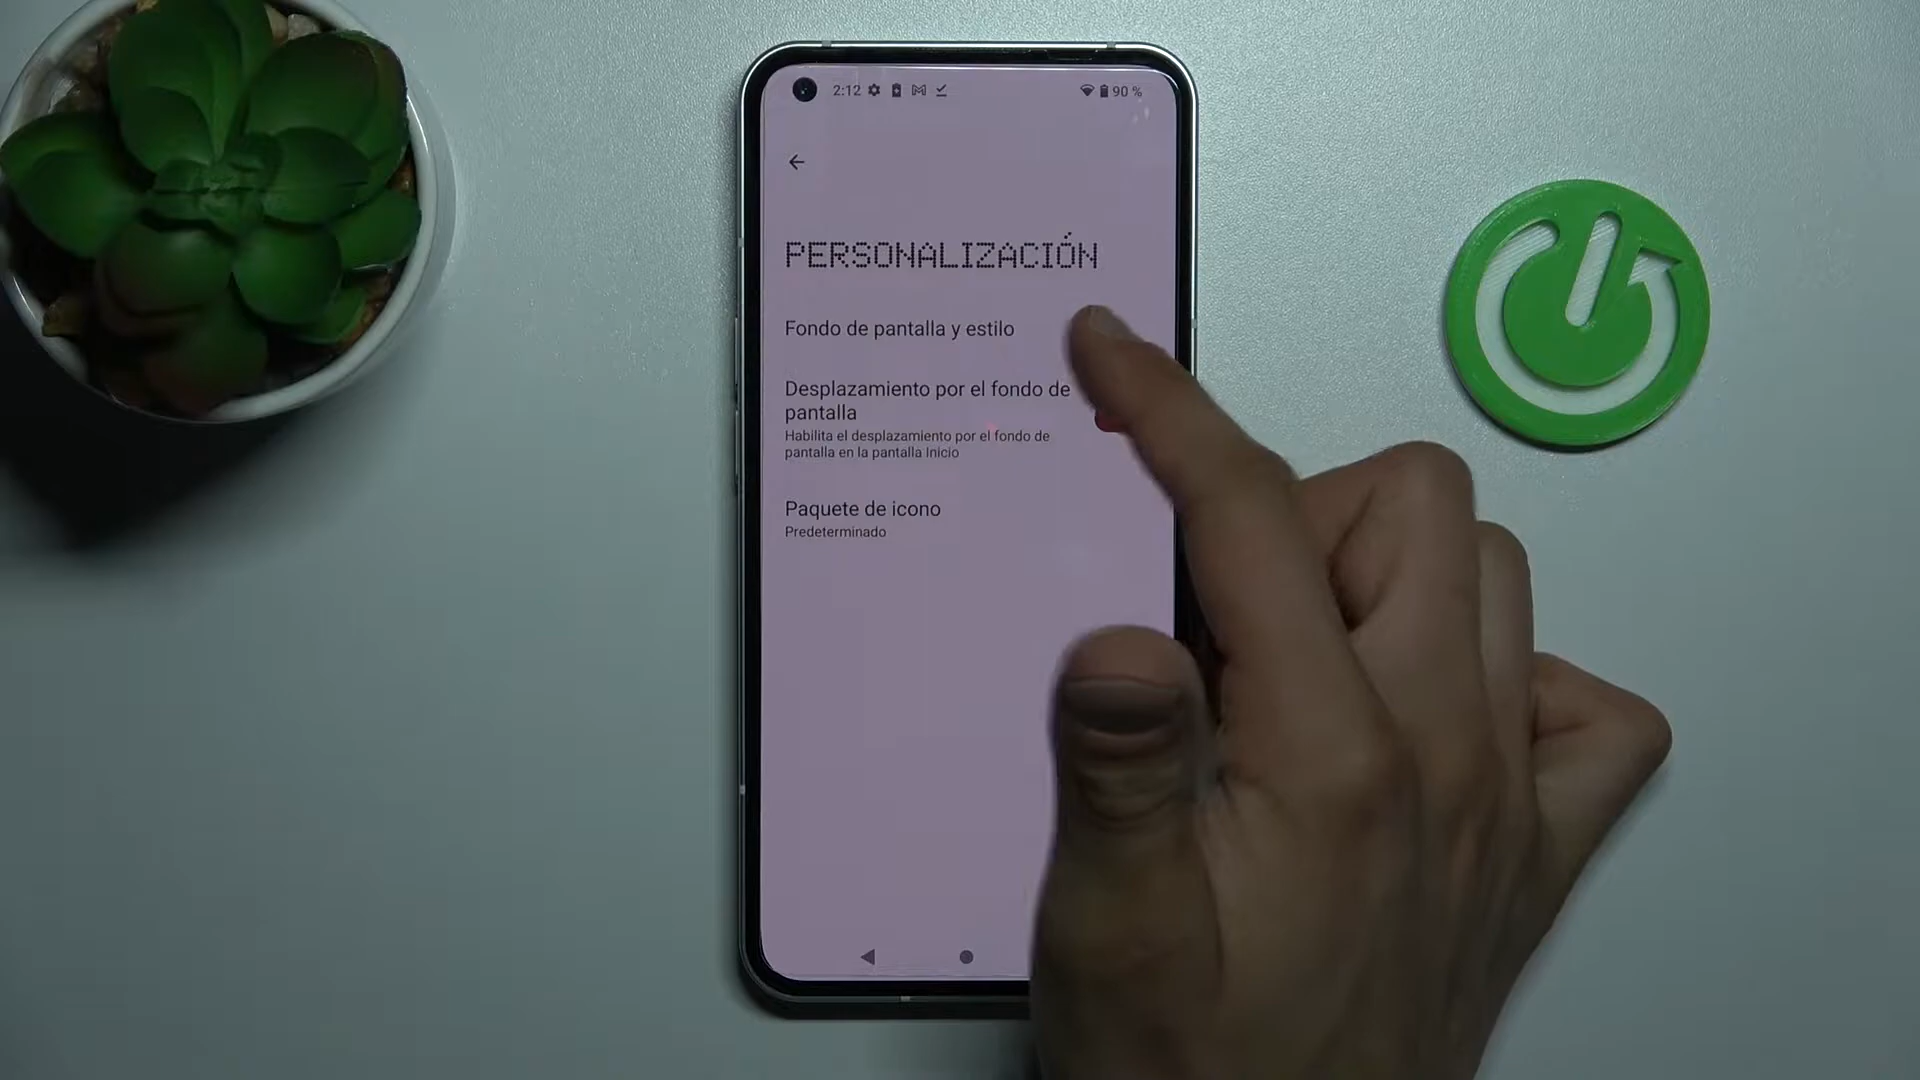 2:12
90 %
PERSONALIZACIÓN
Fondo de pantalla y estilo
Desplazamiento por el fondo de
pantalla
Habilita el desplazamiento por el fondo de
pantalla en la pantalla Inicio
Paquete de icono
Predeterminado